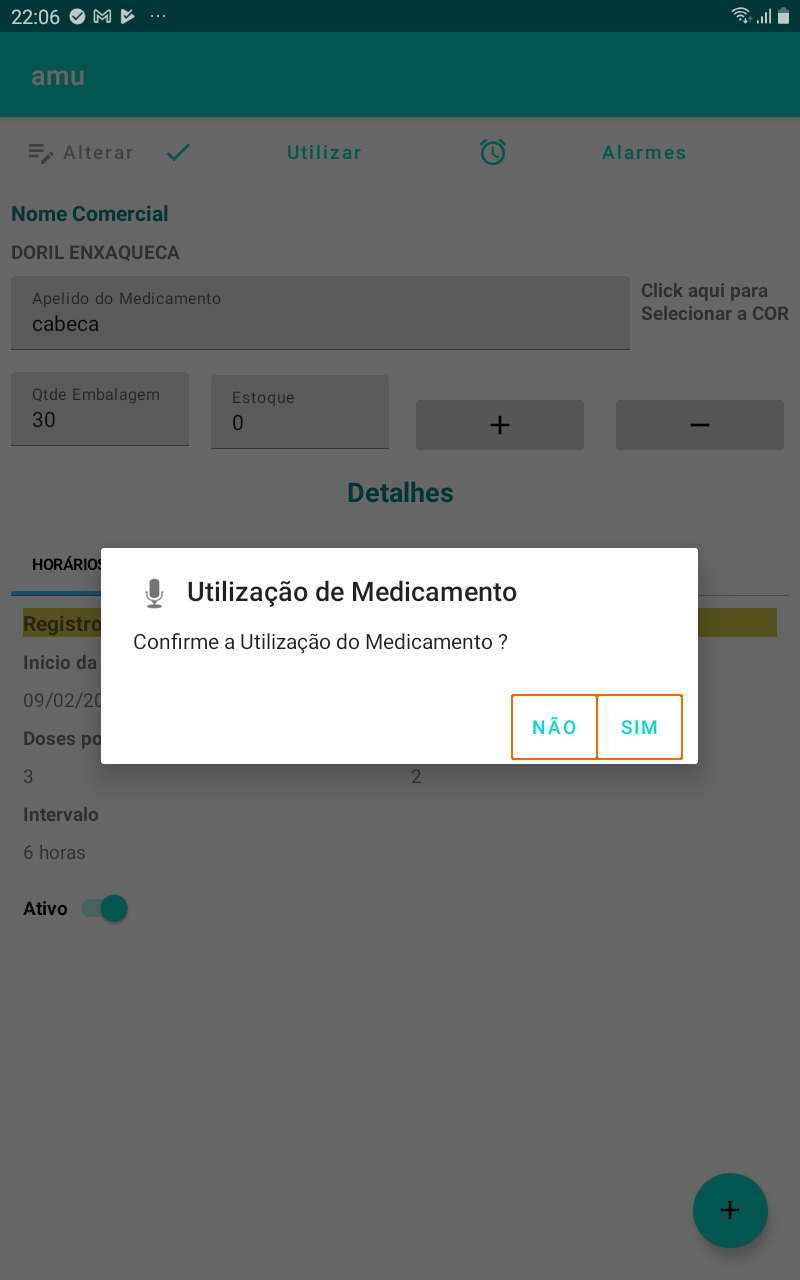 22:06
amu
Alterar Utilizar Alarmes
Nome Comercial
DORIL ENXAQUECA
Apelido do Medicamento
cabeca
Click aqui para
Selecionar a COR
Qtde Embalagem
30
Estoque
0
+ −
Detalhes
HORÁRIOS
Utilização de Medicamento
Confirme a Utilização do Medicamento ?
NÃO SIM
Registro
Inicio da
09/02/20
Doses po
3 2
Intervalo
6 horas
Ativo
+